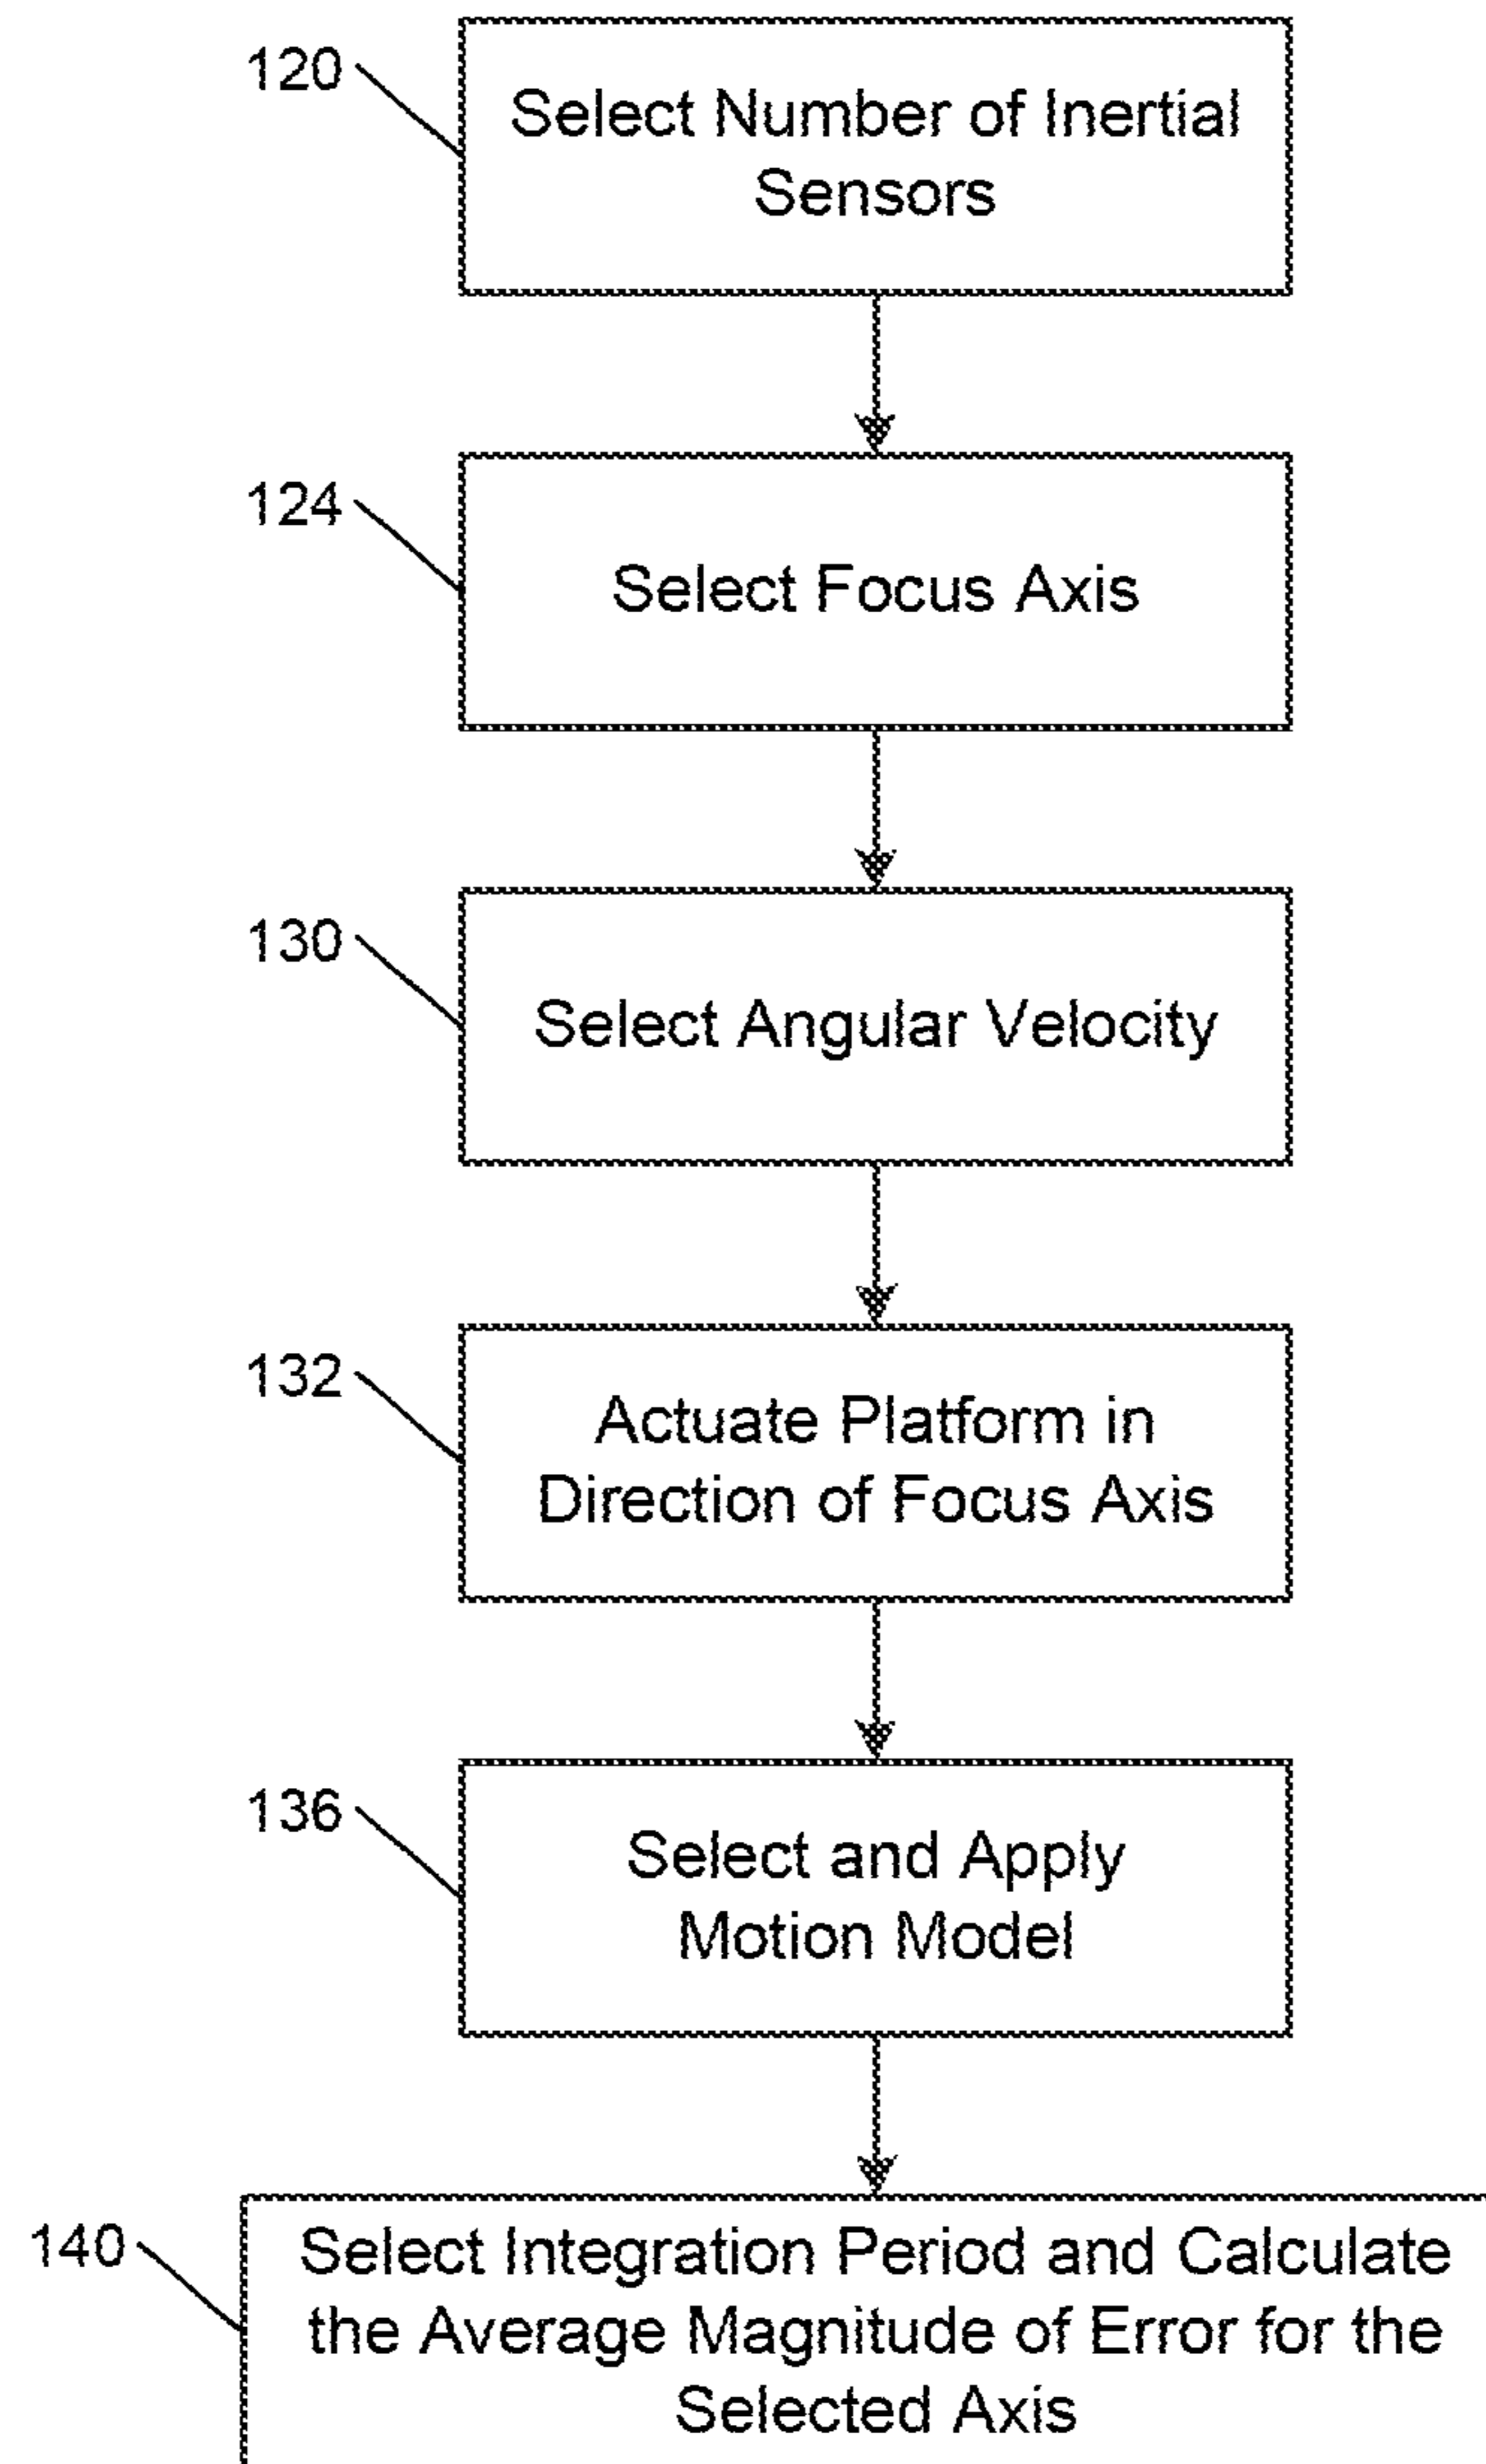 120
Select Number of Inertial
Sensors
124
Select Focus Axis
130
Select Angular Velocity
132
Actuate Platform in
Direction of Focus Axis
136
Select and Apply
Motion Model
140
Select Integration Period and Calculate
the Average Magnitude of Error for the
Selected Axis